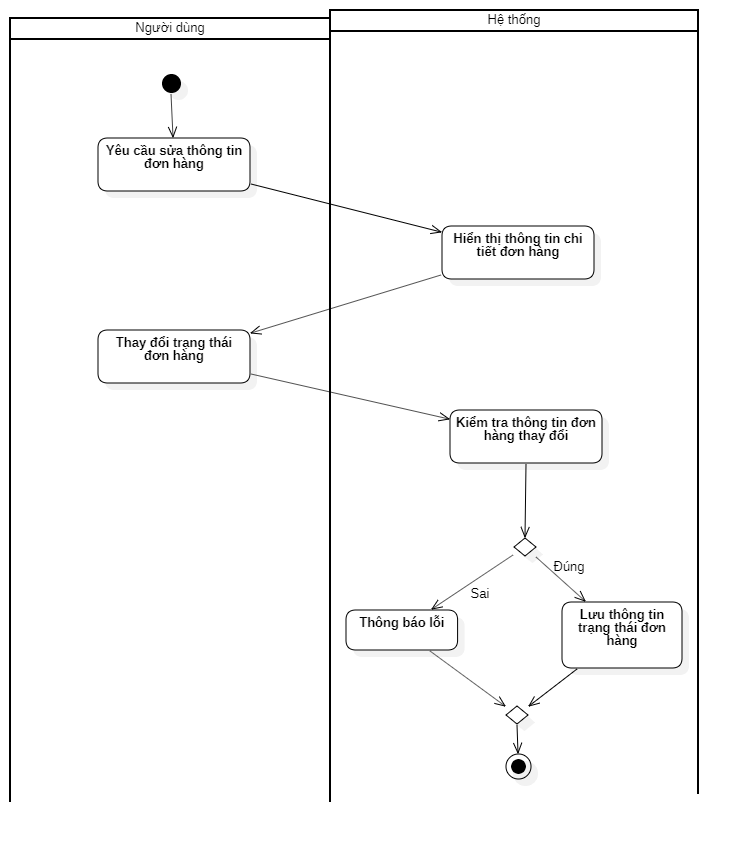 Người dùng
Hệ thống
Yêu cầu sửa thông tin
đơn hàng
Hiển thị thông tin chi
tiết đơn hàng
Thay đổi trạng thái
đơn hàng
Kiểm tra thông tin đơn
hàng thay đổi
Đúng
Sai
Thông báo lỗi
Lưu thông tin
trạng thái đơn
hàng